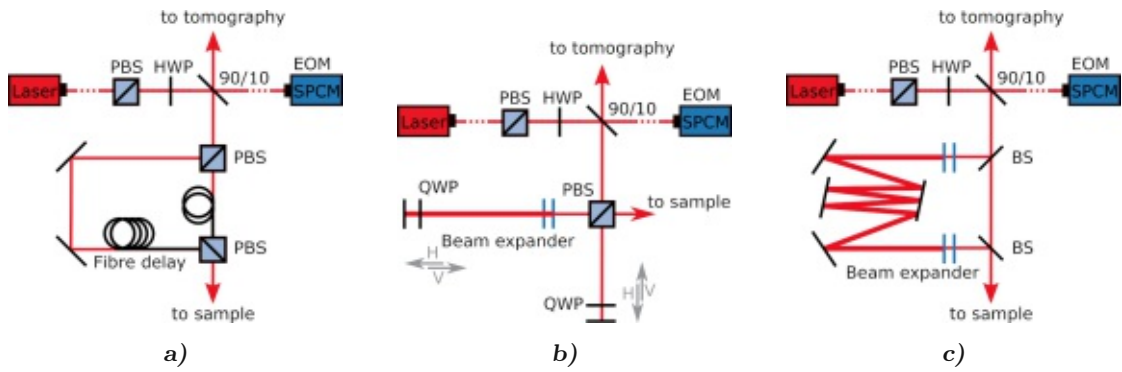 to tomography
PBS HWP
90/10
EOM
Laser
SPCM
PBS
PBS
Fibre delay
to sample
a)
to tomography
PBS HWP
90/10
EOM
Laser
SPCM
QWP
PBS
to sample
Beam expander
H
V
QWP
H
V
b)
to tomography
PBS HWP
90/10
EOM
Laser
SPCM
BS
BS
Beam expander
to sample
c)